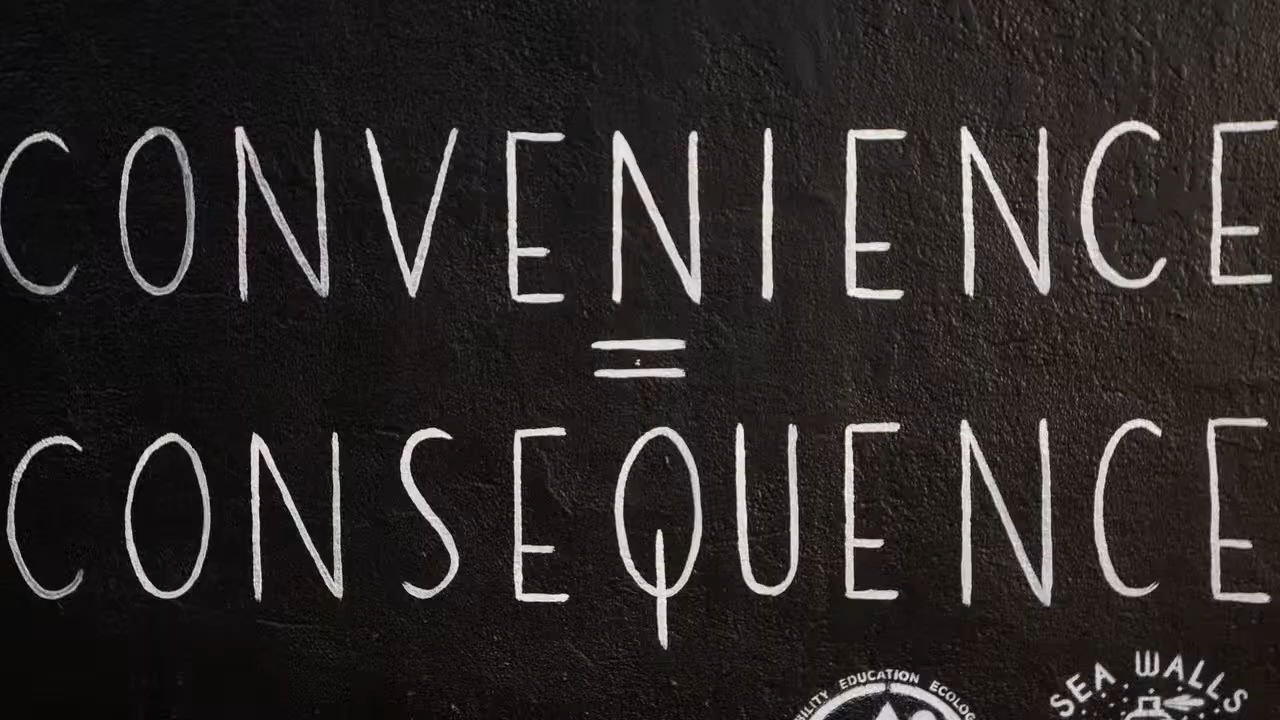 CONVENIENCE
=
CONSEQUENCE
EDUCATION
SEA WALLS